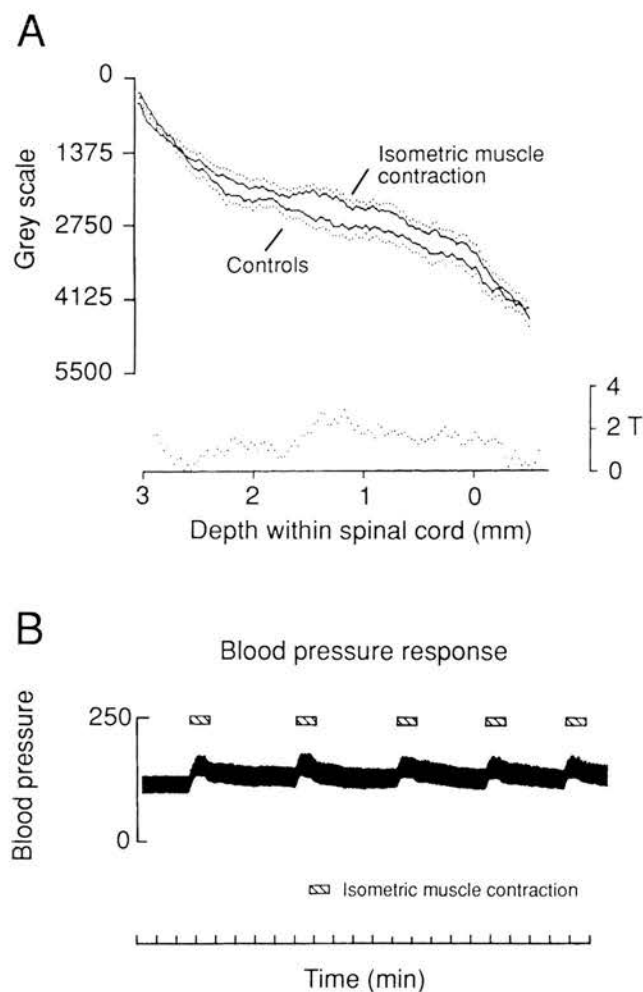 A
0
1375
2750
4125
5500
Grey scale
Isometric muscle
contraction
Controls
4
2 T
0
3 2 1 0
Depth within spinal cord (mm)
B
Blood pressure response
250
0
Blood pressure
Isometric muscle contraction
Time (min)